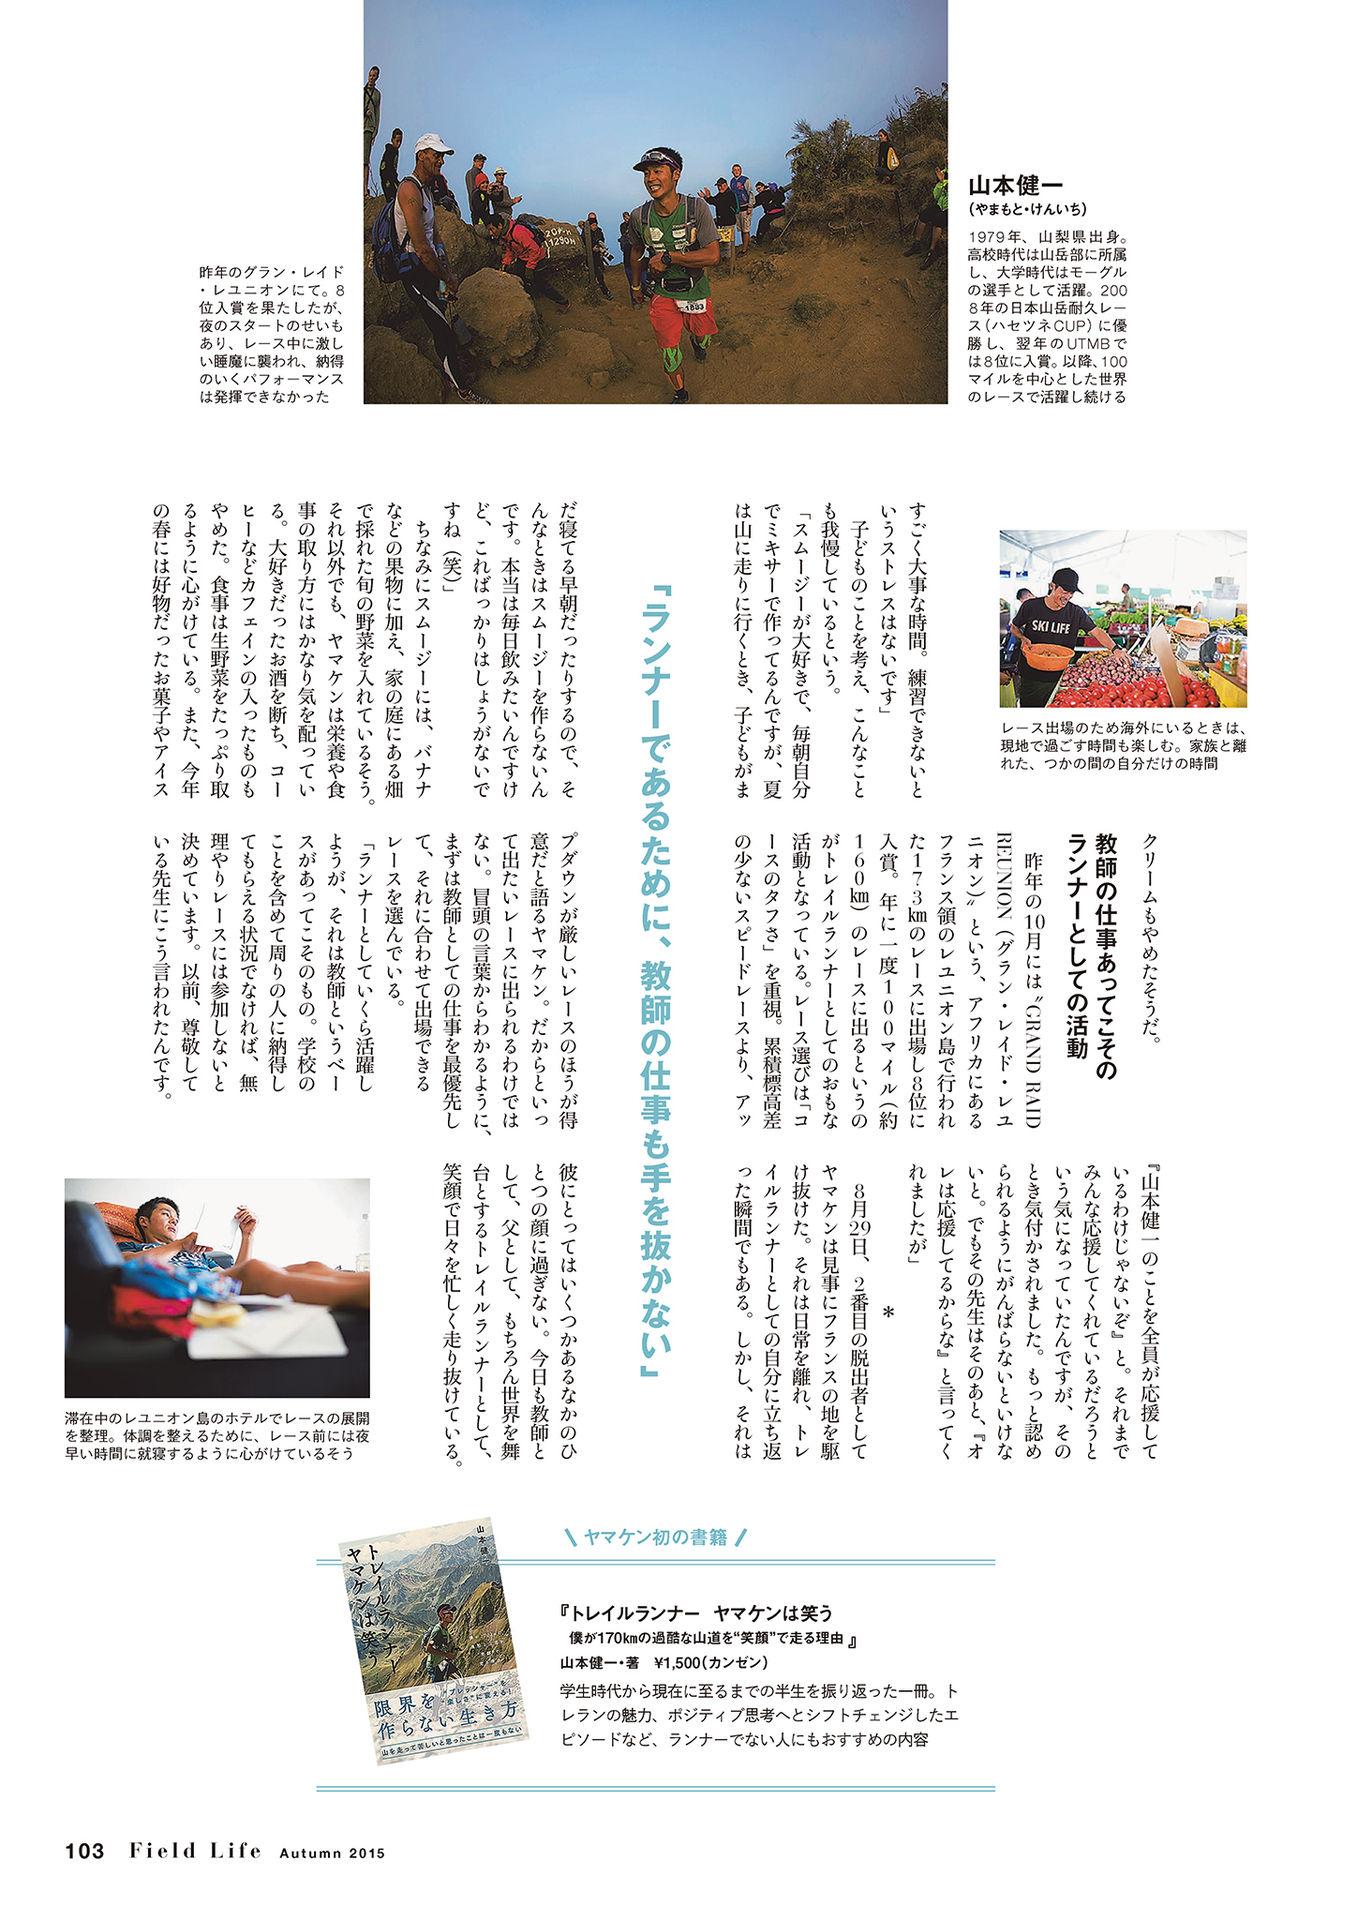 山本健一
(やまもと・けんいち)
1979年、山梨県出身。
高校時代は山岳部に所属
し、大学時代はモーグル
の選手として活躍。200
8年の日本山岳耐久レー
ス(ハセツネCUP)に優
勝し、翌年のUTMBで
は8位に入賞。以降、100
マイルを中心とした世界
のレースで活躍し続ける
昨年のグラン・レイド
・レユニオンにて。8
位入賞を果たしたが、
夜のスタートのせいも
あり、レース中に激し
い睡魔に襲われ、納得
のいくパフォーマンス
は発揮できなかった
1290M
1883
SKI LIFE
レース出場のため海外にいるときは、
現地で過ごす時間も楽しむ。家族と離
れた、つかの間の自分だけの時間
すごく大事な時間。練習できないと
いうストレスはないです」
子どものことを考え、こんなこと
も我慢しているという。
「スムージーが大好きで、毎朝自分
でミキサーで作ってるんですが、夏
は山に走りに行くとき、子どもがま
だ寝てる早朝だったりするので、そ
んなときはスムージーを作らないん
です。本当は毎日飲みたいんですけ
ど、こればっかりはしょうがないで
すね(笑)」
ちなみにスムージーには、バナナ
などの果物に加え、家の庭にある畑
で採れた旬の野菜を入れているそう。
それ以外でも、ヤマケンは栄養や食
事の取り方にはかなり気を配ってい
る。大好きだったお酒を断ち、コー
ヒーなどカフェインの入ったものも
やめた。食事は生野菜をたっぷり取
るように心がけている。また、今年
の春には好物だったお菓子やアイス
「ランナーであるために、教師の仕事も手を抜かない」
クリームもやめたそうだ。
教師の仕事あってこその
ランナーとしての活動
昨年の10月には〝GRAND RAID
REUNION(グラン・レイド・レユ
ニオン)〟という、アフリカにある
フランス領のレユニオン島で行われ
た173㎞のレースに出場し8位に
入賞。年に一度100マイル(約
160㎞)のレースに出るというの
がトレイルランナーとしてのおもな
活動となっている。レース選びは「コ
ースのタフさ」を重視。累積標高差
の少ないスピードレースより、アッ
プダウンが厳しいレースのほうが得
意だと語るヤマケン。だからといっ
て出たいレースに出られるわけでは
ない。冒頭の言葉からわかるように、
まずは教師としての仕事を最優先し
て、それに合わせて出場できる
レースを選んでいる。
「ランナーとしていくら活躍し
ようが、それは教師というベー
スがあってこそのもの。学校の
ことを含めて周りの人に納得し
てもらえる状況でなければ、無
理やりレースには参加しないと
決めています。以前、尊敬して
いる先生にこう言われたんです。
『山本健一のことを全員が応援して
いるわけじゃないぞ』と。それまで
みんな応援してくれているだろうと
いう気になっていたんですが、その
とき気付かされました。もっと認め
られるようにがんばらないといけな
いと。でもその先生はそのあと、『オ
レは応援してるからな』と言ってく
れましたが」
＊
8月29日、2番目の脱出者として
ヤマケンは見事にフランスの地を駆
け抜けた。それは日常を離れ、トレ
イルランナーとしての自分に立ち返
った瞬間でもある。しかし、それは
彼にとってはいくつかあるなかのひ
とつの顔に過ぎない。今日も教師と
して、父として、もちろん世界を舞
台とするトレイルランナーとして、
笑顔で日々を忙しく走り抜けている。
滞在中のレユニオン島のホテルでレースの展開
を整理。体調を整えるために、レース前には夜
早い時間に就寝するように心がけているそう
\ ヤマケン初の書籍 /
山本健一
トレイルランナー
ヤマケンは笑う
"プレッシャー"を
"楽しさ"に変える!
限界を
作らない生き方
山を走って苦しいと思ったことは一度もない
『トレイルランナー ヤマケンは笑う
僕が170㎞の過酷な山道を“笑顔”で走る理由』
山本健一・著 ¥1,500(カンゼン)
学生時代から現在に至るまでの半生を振り返った一冊。ト
レランの魅力、ポジティブ思考へとシフトチェンジしたエ
ピソードなど、ランナーでない人にもおすすめの内容
103 Field Life Autumn 2015